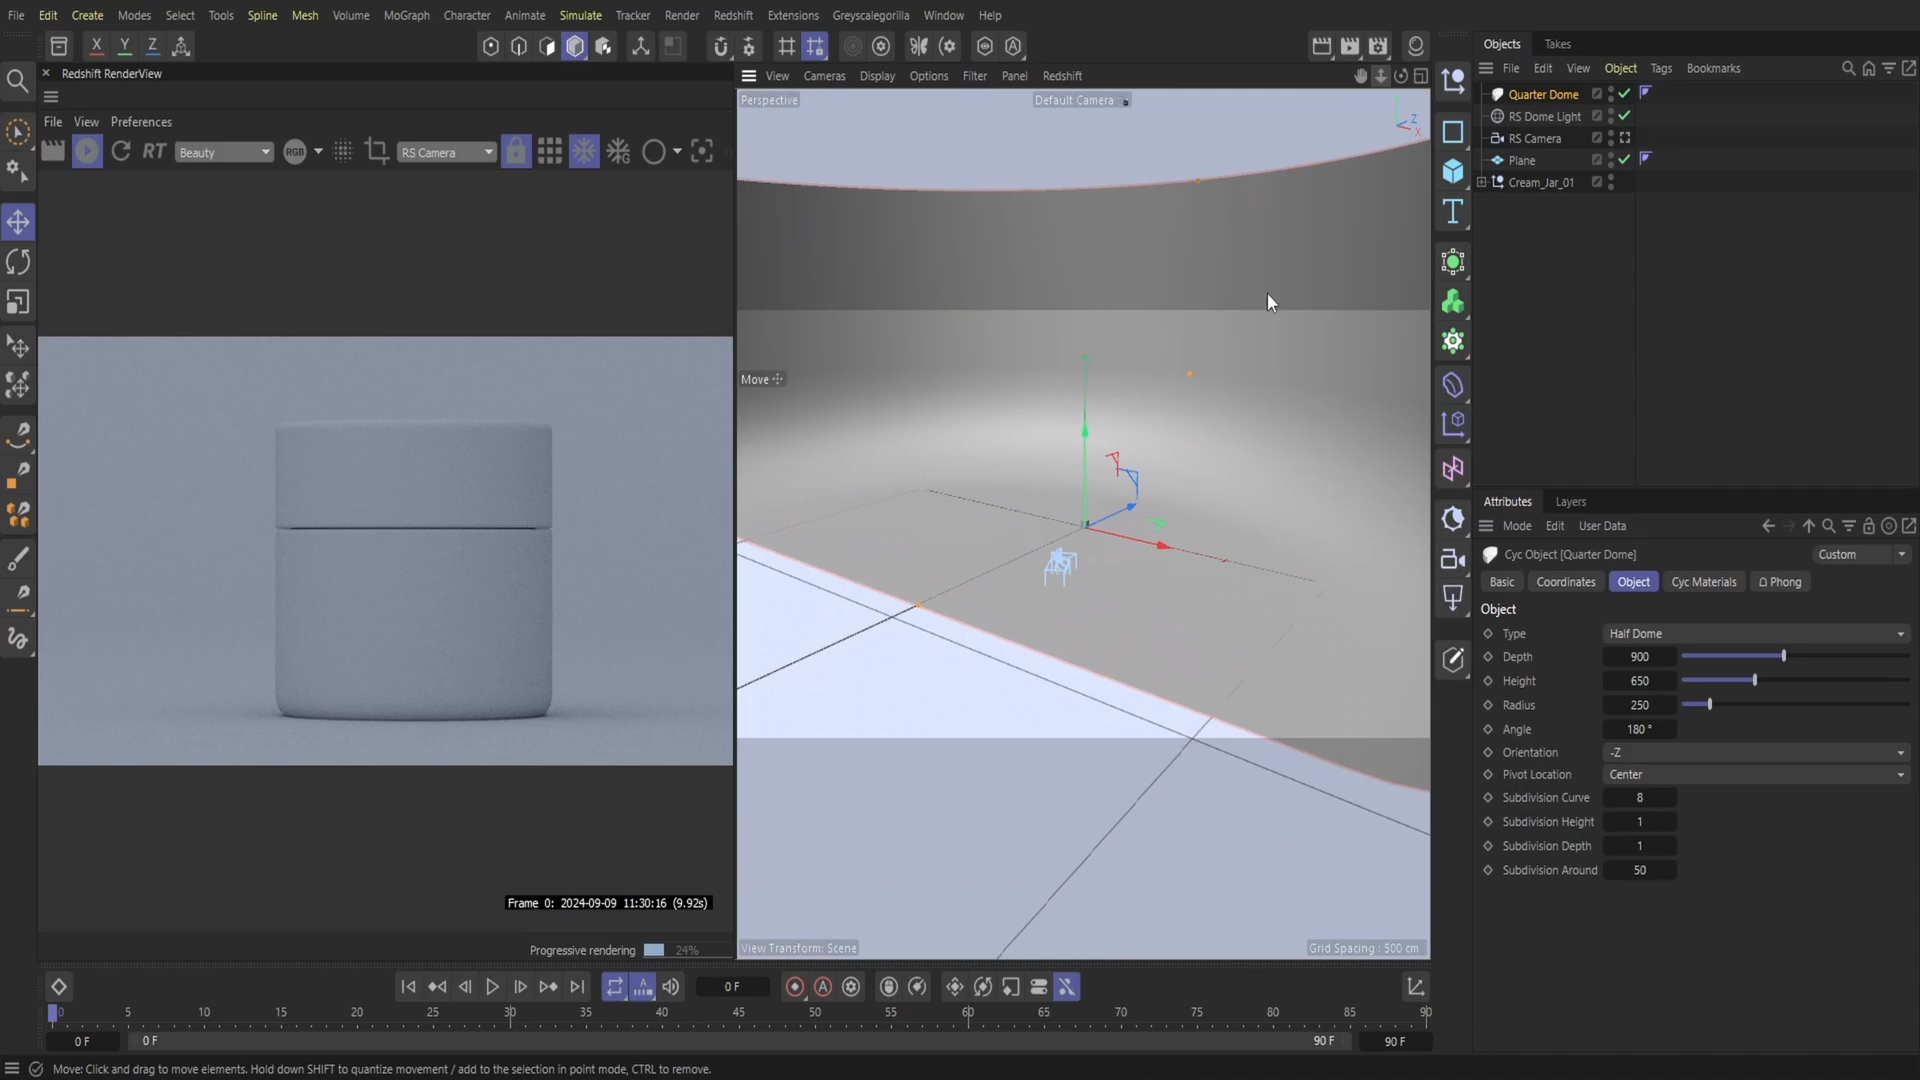 File Edit Create Modes Select Tools Spline Mesh Volume MoGraph Character Animate Simulate Tracker Render Redshift Extensions Greyscalegorilla Window Help
X Y Z
Redshift RenderView
File View Preferences
RT Beauty RGB RS Camera
Frame 0: 2024-09-09 11:30:16 (9.92s)
Progressive rendering 24%
View Cameras Display Options Filter Panel Redshift
Perspective
Default Camera
Z
X
Move
View Transform: Scene
Grid Spacing : 500 cm
Objects Takes
File Edit View Object Tags Bookmarks
Quarter Dome
RS Dome Light
RS Camera
Plane
Cream_Jar_01
Attributes Layers
Mode Edit User Data
Cyc Object [Quarter Dome] Custom
Basic Coordinates Object Cyc Materials Phong
Object
Type Half Dome
Depth 900
Height 650
Radius 250
Angle 180 °
Orientation -Z
Pivot Location Center
Subdivision Curve 8
Subdivision Height 1
Subdivision Depth 1
Subdivision Around 50
0 F
0 5 10 15 20 25 30 35 40 45 50 55 60 65 70 75 80 85 90
0 F 0 F 90 F 90 F
Move: Click and drag to move elements. Hold down SHIFT to quantize movement / add to the selection in point mode, CTRL to remove.